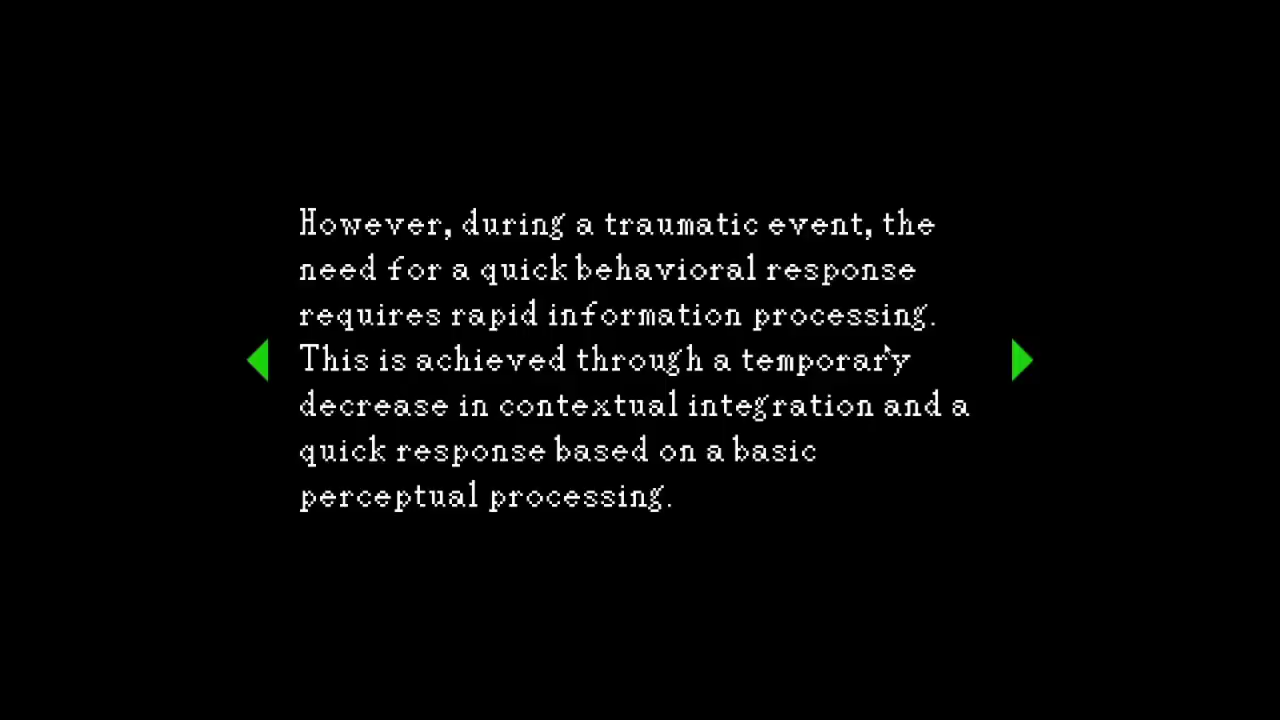 However, during a traumatic event, the
need for a quick behavioral response
requires rapid information processing.
This is achieved through a temporary
decrease in contextual integration and a
quick response based on a basic
perceptual processing.